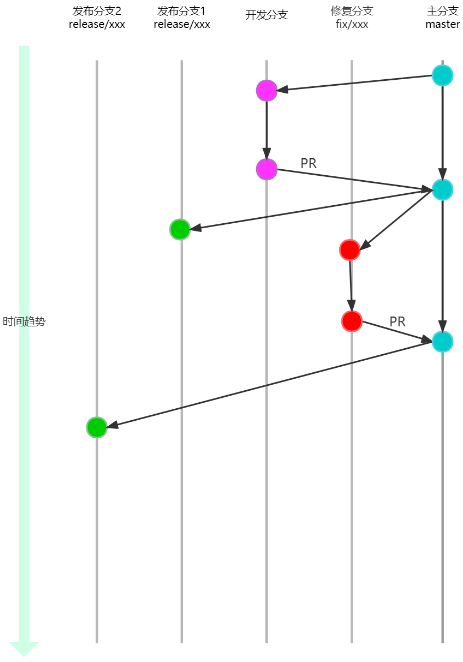 发布分支2
release/xxx
发布分支1
release/xxx
开发分支
修复分支
fix/xxx
主分支
master
PR
时间趋势
PR